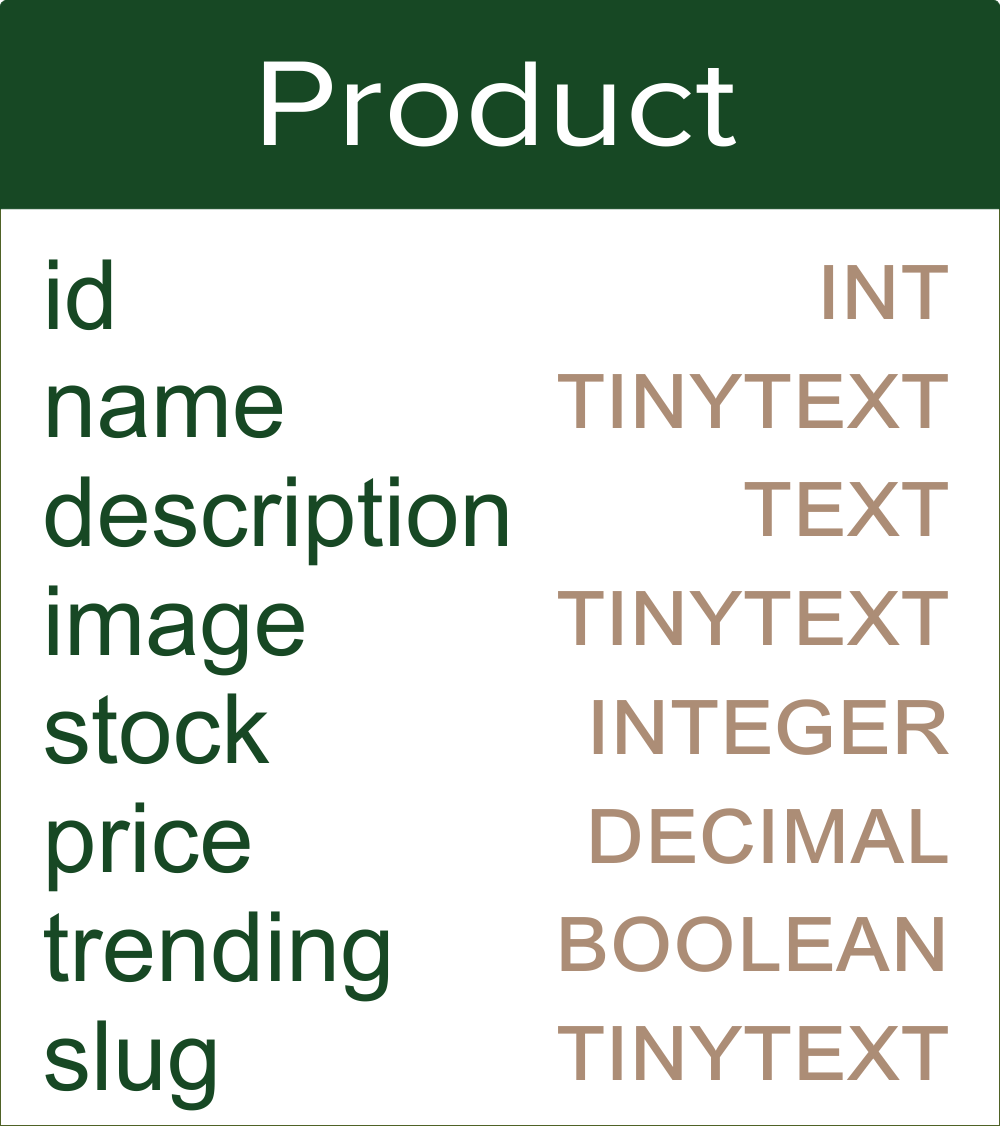 Product
id INT
name TINYTEXT
description TEXT
image TINYTEXT
stock INTEGER
price DECIMAL
trending BOOLEAN
slug TINYTEXT